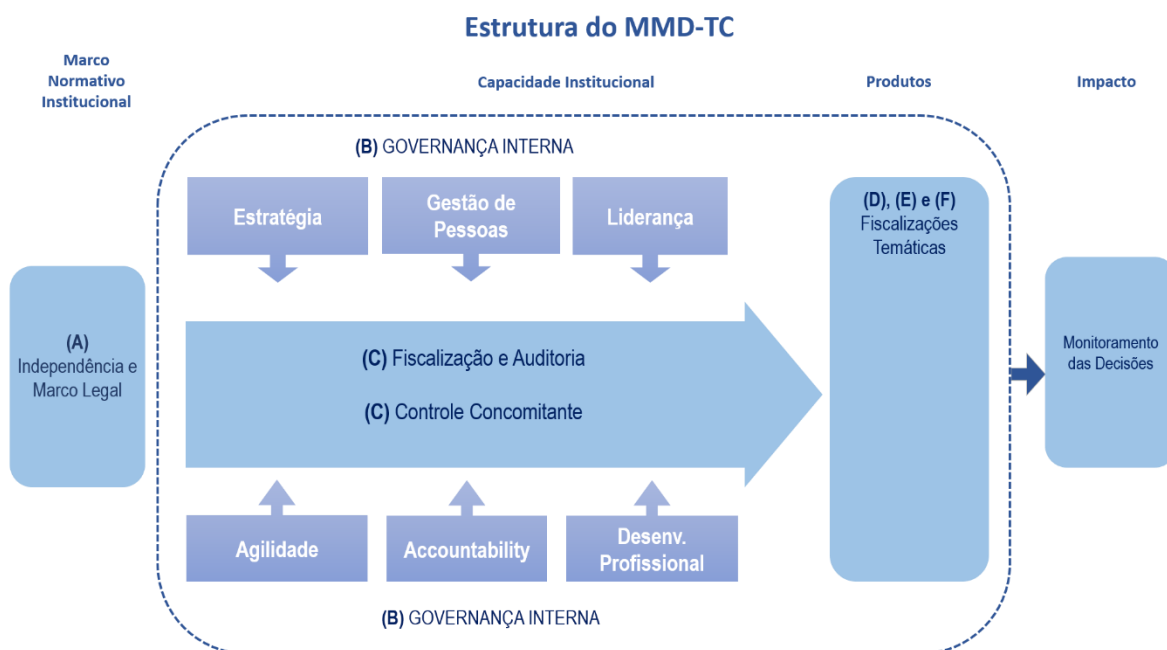 Estrutura do MMD-TC
Marco
Normativo
Institucional
Capacidade Institucional
Produtos
Impacto
(B) GOVERNANÇA INTERNA
Estratégia
Gestão de
Pessoas
Liderança
(D), (E) e (F)
Fiscalizações
Temáticas
(A)
Independência e
Marco Legal
(C) Fiscalização e Auditoria
(C) Controle Concomitante
Monitoramento
das Decisões
Agilidade
Accountability
Desenv.
Profissional
(B) GOVERNANÇA INTERNA